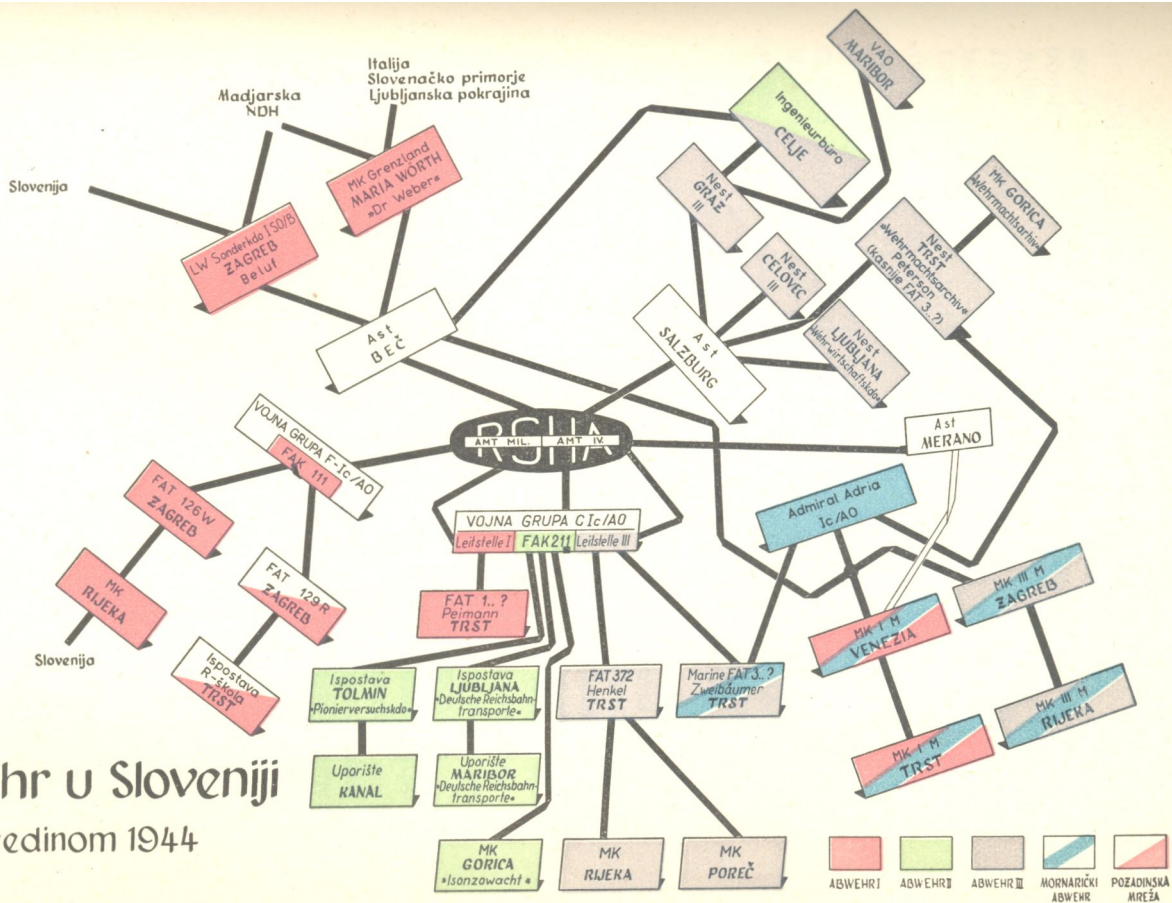 Italija
Slovenačko primorje
Ljubljanska pokrajina
Madjarska
NDH
Slovenija
MK Grenzland
MARIA WÖRTH
»Dr Weber«
LW Sonderkdo I SO/B
ZAGREB
Beluf
Ast
BEČ
VAO
MARIBOR
Ingenieurbüro
CELJE
Nest
GRAZ
III
MK GORICA
»Wehrmachtsarhiv«
Nest
TRST
»Wehrmachtsarchiv«
Peterson
(kasnije FAT 3..?)
Nest
CELOVEC
III
Nest
LJUBLJANA
»Wehrwirtschaftskdo«
Ast
SALZBURG
RSHA
AMT MIL. AMT IV.
Ast
MERANO
VOJNA GRUPA F-Ic/AO
FAK 111
FAT 126W
ZAGREB
MK
RIJEKA
Slovenija
FAT 129 R
ZAGREB
Ispostava
R-škola
TRST
VOJNA GRUPA C Ic/AO
Leitstelle I FAK211 Leitstelle III
FAT 1..?
Peimann
TRST
Admiral Adria
Ic/AO
MK III M
ZAGREB
MK I M
VENEZIA
MK III M
RIJEKA
MK I M
TRST
Ispostava
TOLMIN
»Pionierversuchskdo«
Ispostava
LJUBLJANA
»Deutsche Reichsbahn-
transporte«
FAT 372
Henkel
TRST
Marine FAT 3..?
Zweibäumer
TRST
Uporište
KANAL
Uporište
MARIBOR
»Deutsche Reichsbahn-
transporte«
MK
GORICA
»Isonzowacht«
MK
RIJEKA
MK
POREČ
hr u Sloveniji
edinom 1944
ABWEHR I
ABWEHR II
ABWEHR III
MORNARIČKI
ABWEHR
POZADINSKA
MREŽA